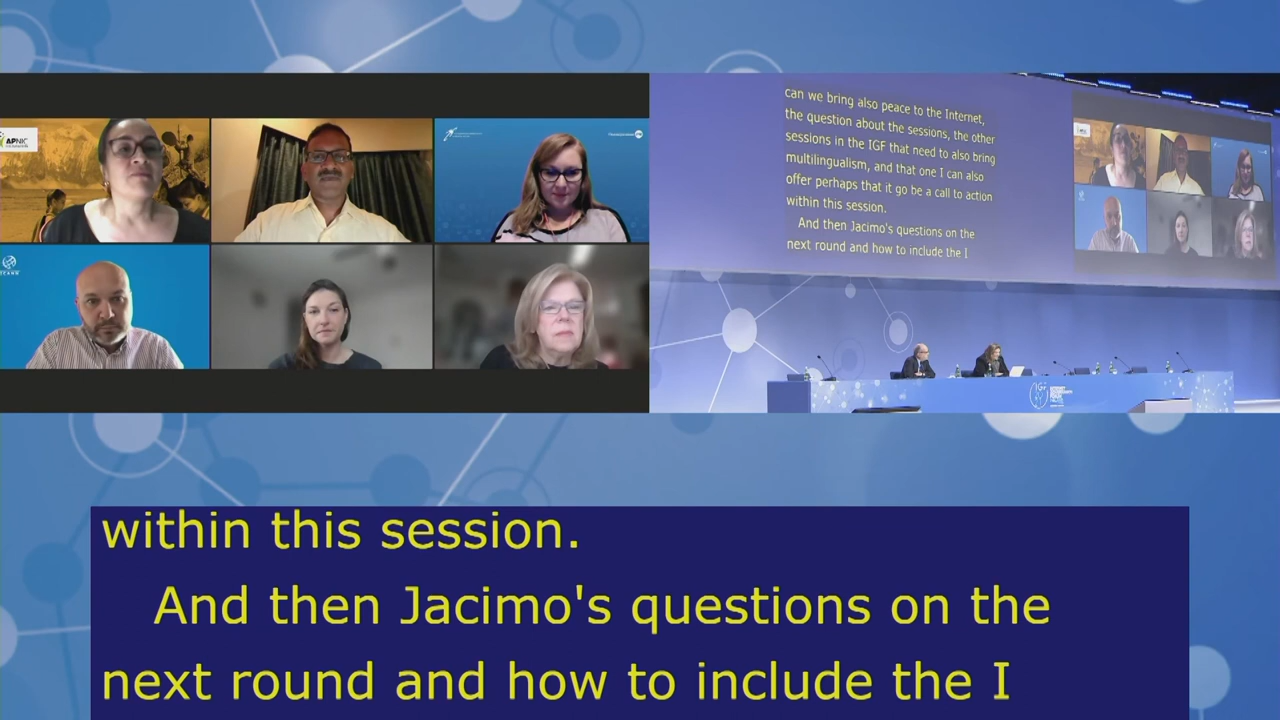 APNIC
can we bring also peace to the Internet,
the question about the sessions, the other
sessions in the IGF that need to also bring
multilingualism, and that one I can also
offer perhaps that it go be a call to action
within this session.
And then Jacimo's questions on the
next round and how to include the I
ICANN
within this session.
And then Jacimo's questions on the
next round and how to include the I